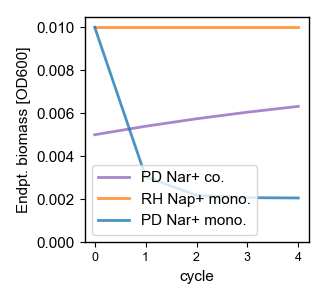 Endpt. biomass [OD600]
0.010
0.008
0.006
0.004
0.002
0.000
PD Nar+ co.
RH Nap+ mono.
PD Nar+ mono.
0 1 2 3 4
cycle